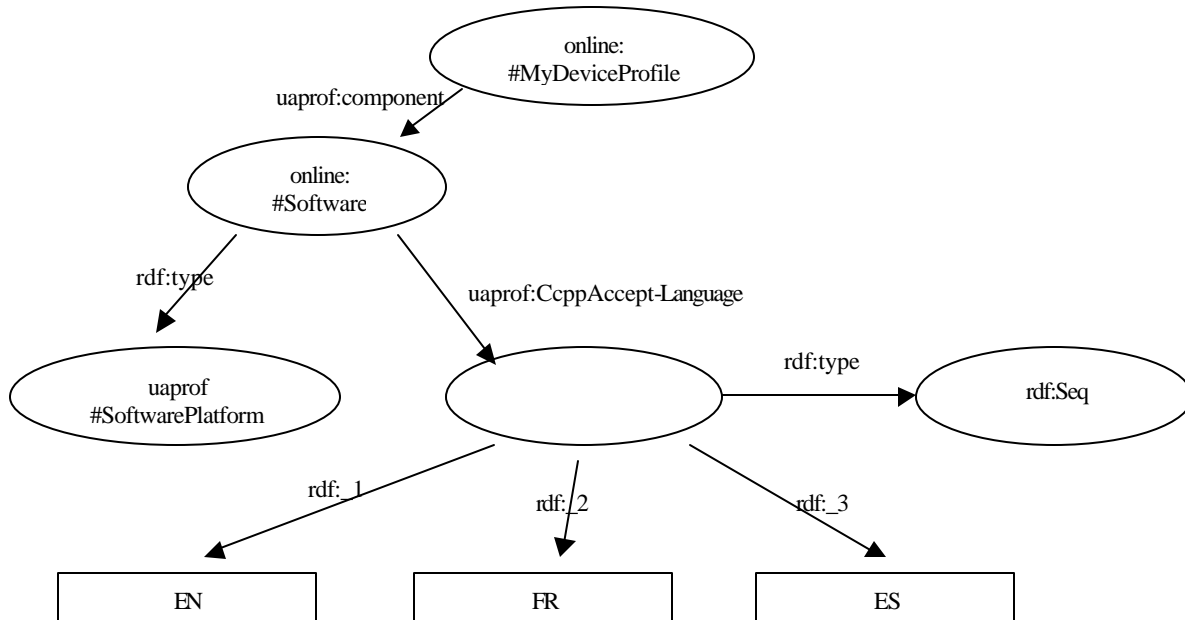 online:
#MyDeviceProfile
uaprof:component
online:
#Software
rdf:type
uaprof:CcppAccept-Language
rdf:type
uaprof
#SoftwarePlatform
rdf:Seq
rdf:_1
rdf:_2
rdf:_3
EN
FR
ES